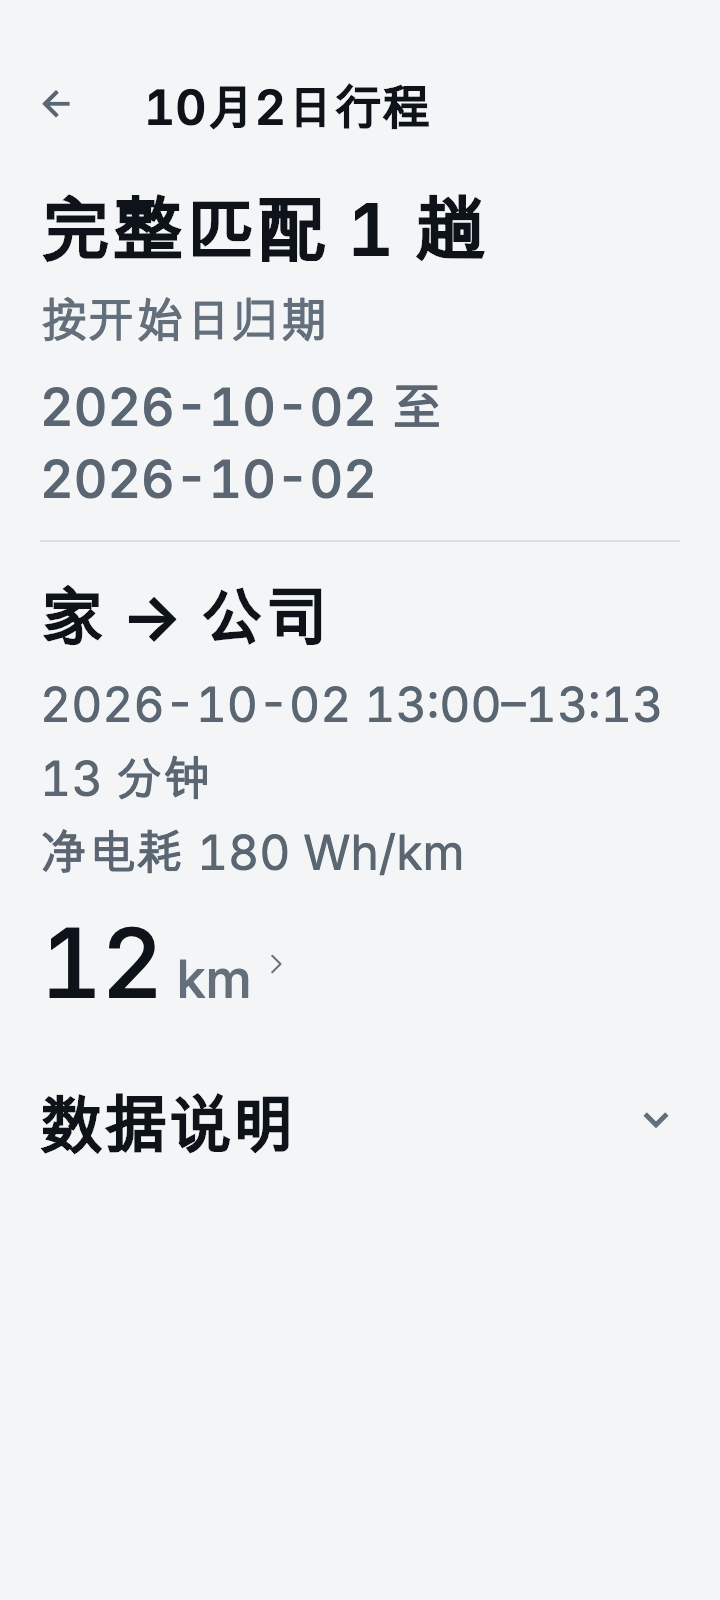 10月2日行程
完整匹配 1 趟
按开始日归期
2026-10-02 至
2026-10-02
家 → 公司
2026-10-02 13:00–13:13
13 分钟
净电耗 180 Wh/km
12 km
数据说明